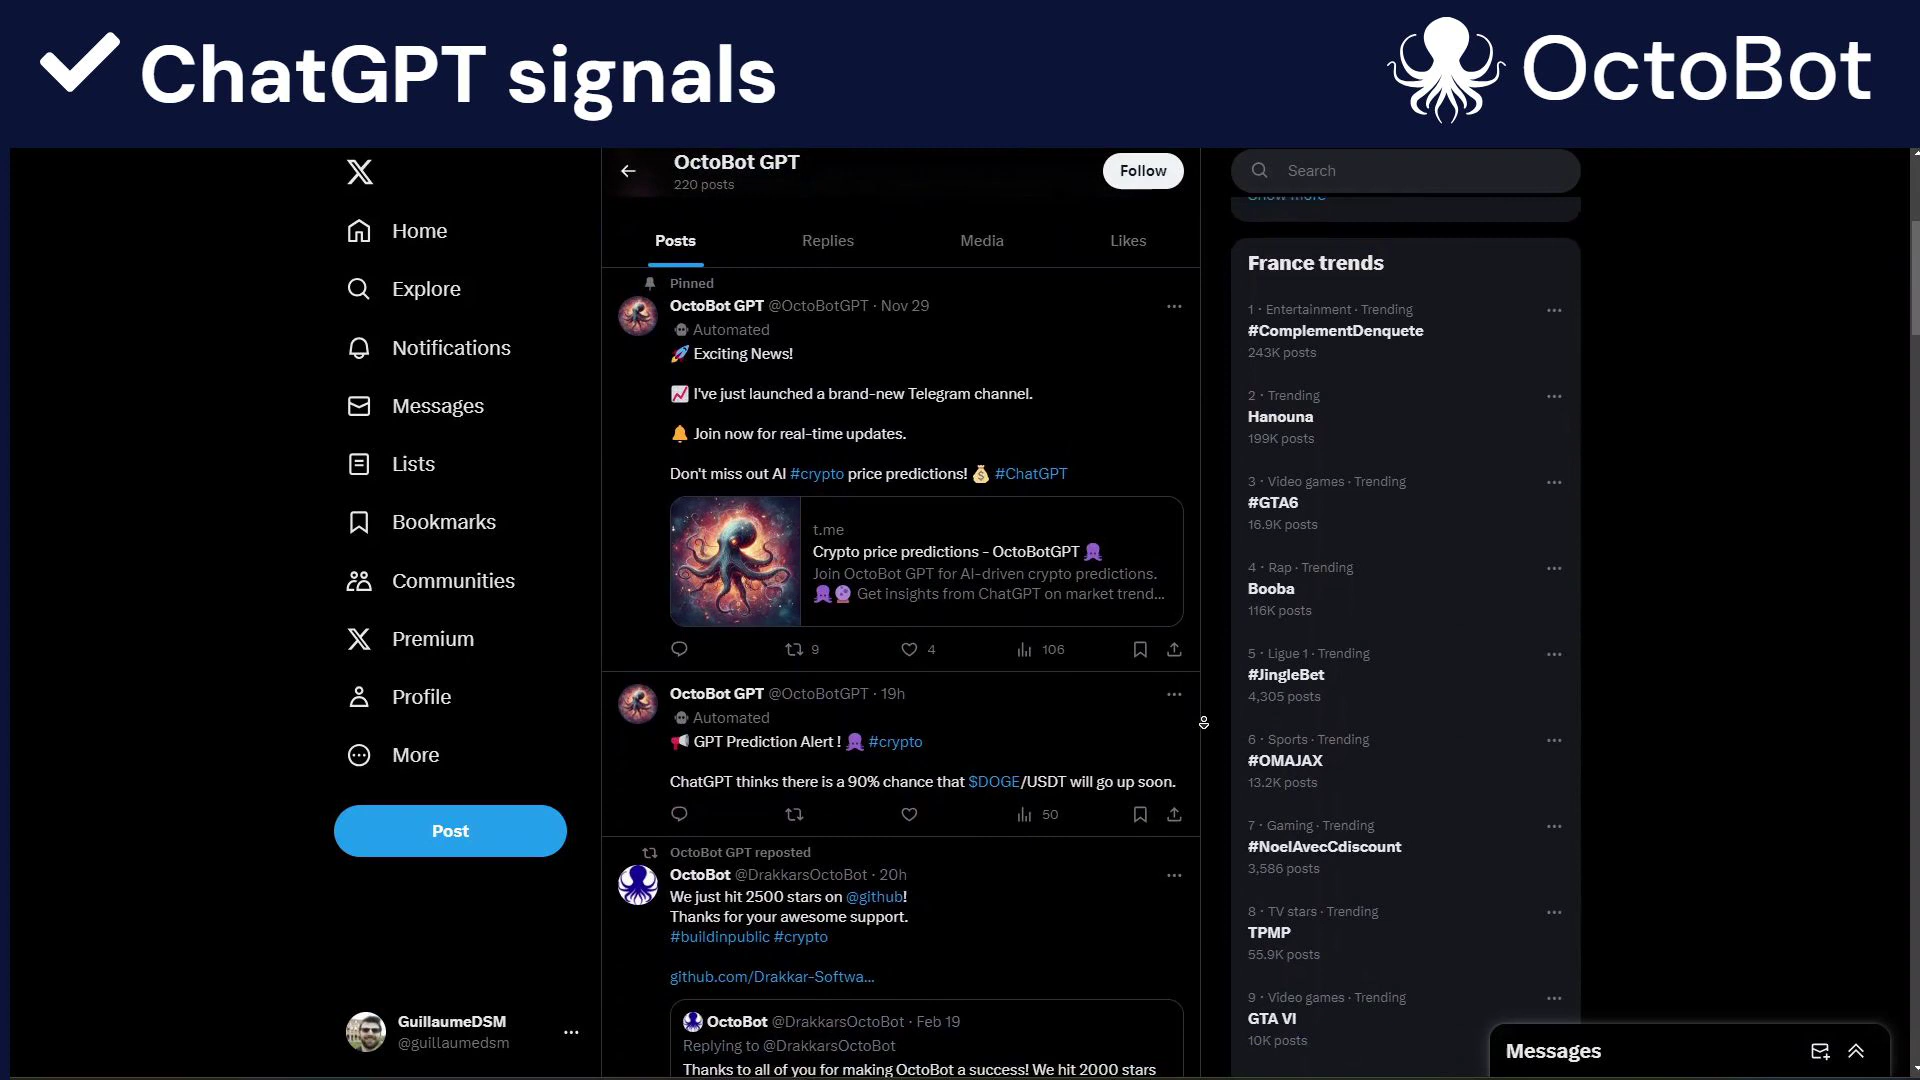 ChatGPT signals
OctoBot
Home
Explore
Notifications
Messages
Lists
Bookmarks
Communities
Premium
Profile
More
Post
GuillaumeDSM
@guillaumedsm
OctoBot GPT
220 posts
Follow
Posts
Replies
Media
Likes
Pinned
OctoBot GPT @OctoBotGPT · Nov 29
Automated
🚀 Exciting News!
📈 I've just launched a brand-new Telegram channel.
🔔 Join now for real-time updates.
Don't miss out AI #crypto price predictions! 💰 #ChatGPT
t.me
Crypto price predictions - OctoBotGPT 🐙
Join OctoBot GPT for AI-driven crypto predictions.
🐙🔮 Get insights from ChatGPT on market trend...
9
4
106
OctoBot GPT @OctoBotGPT · 19h
Automated
📢 GPT Prediction Alert ! 🐙 #crypto
ChatGPT thinks there is a 90% chance that $DOGE/USDT will go up soon.
50
OctoBot GPT reposted
OctoBot @DrakkarsOctoBot · 20h
We just hit 2500 stars on @github!
Thanks for your awesome support.
#buildinpublic #crypto
github.com/Drakkar-Softwa...
OctoBot @DrakkarsOctoBot · Feb 19
Replying to @DrakkarsOctoBot
Thanks to all of you for making OctoBot a success! We hit 2000 stars
Search
Show more
France trends
1 · Entertainment · Trending
#ComplementDenquete
243K posts
2 · Trending
Hanouna
199K posts
3 · Video games · Trending
#GTA6
16.9K posts
4 · Rap · Trending
Booba
116K posts
5 · Ligue 1 · Trending
#JingleBet
4,305 posts
6 · Sports · Trending
#OMAJAX
13.2K posts
7 · Gaming · Trending
#NoelAvecCdiscount
3,586 posts
8 · TV stars · Trending
TPMP
55.9K posts
9 · Video games · Trending
GTA VI
10K posts
Messages